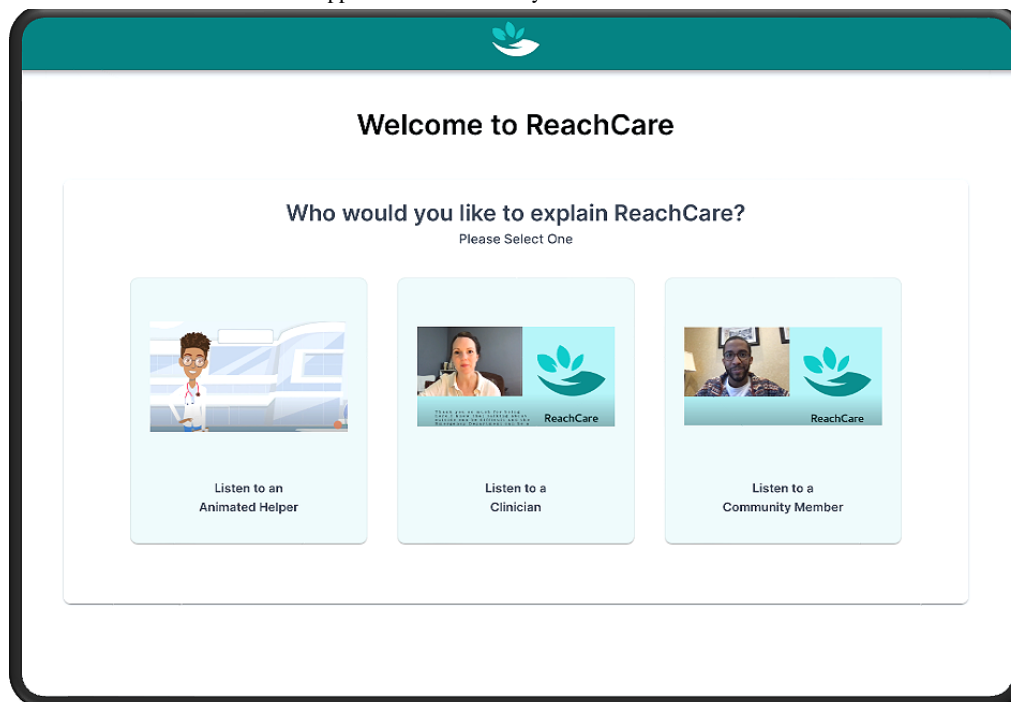 Welcome to ReachCare
Who would you like to explain ReachCare?
Please Select One
ReachCare
ReachCare
Listen to an
Animated Helper
Listen to a
Clinician
Listen to a
Community Member